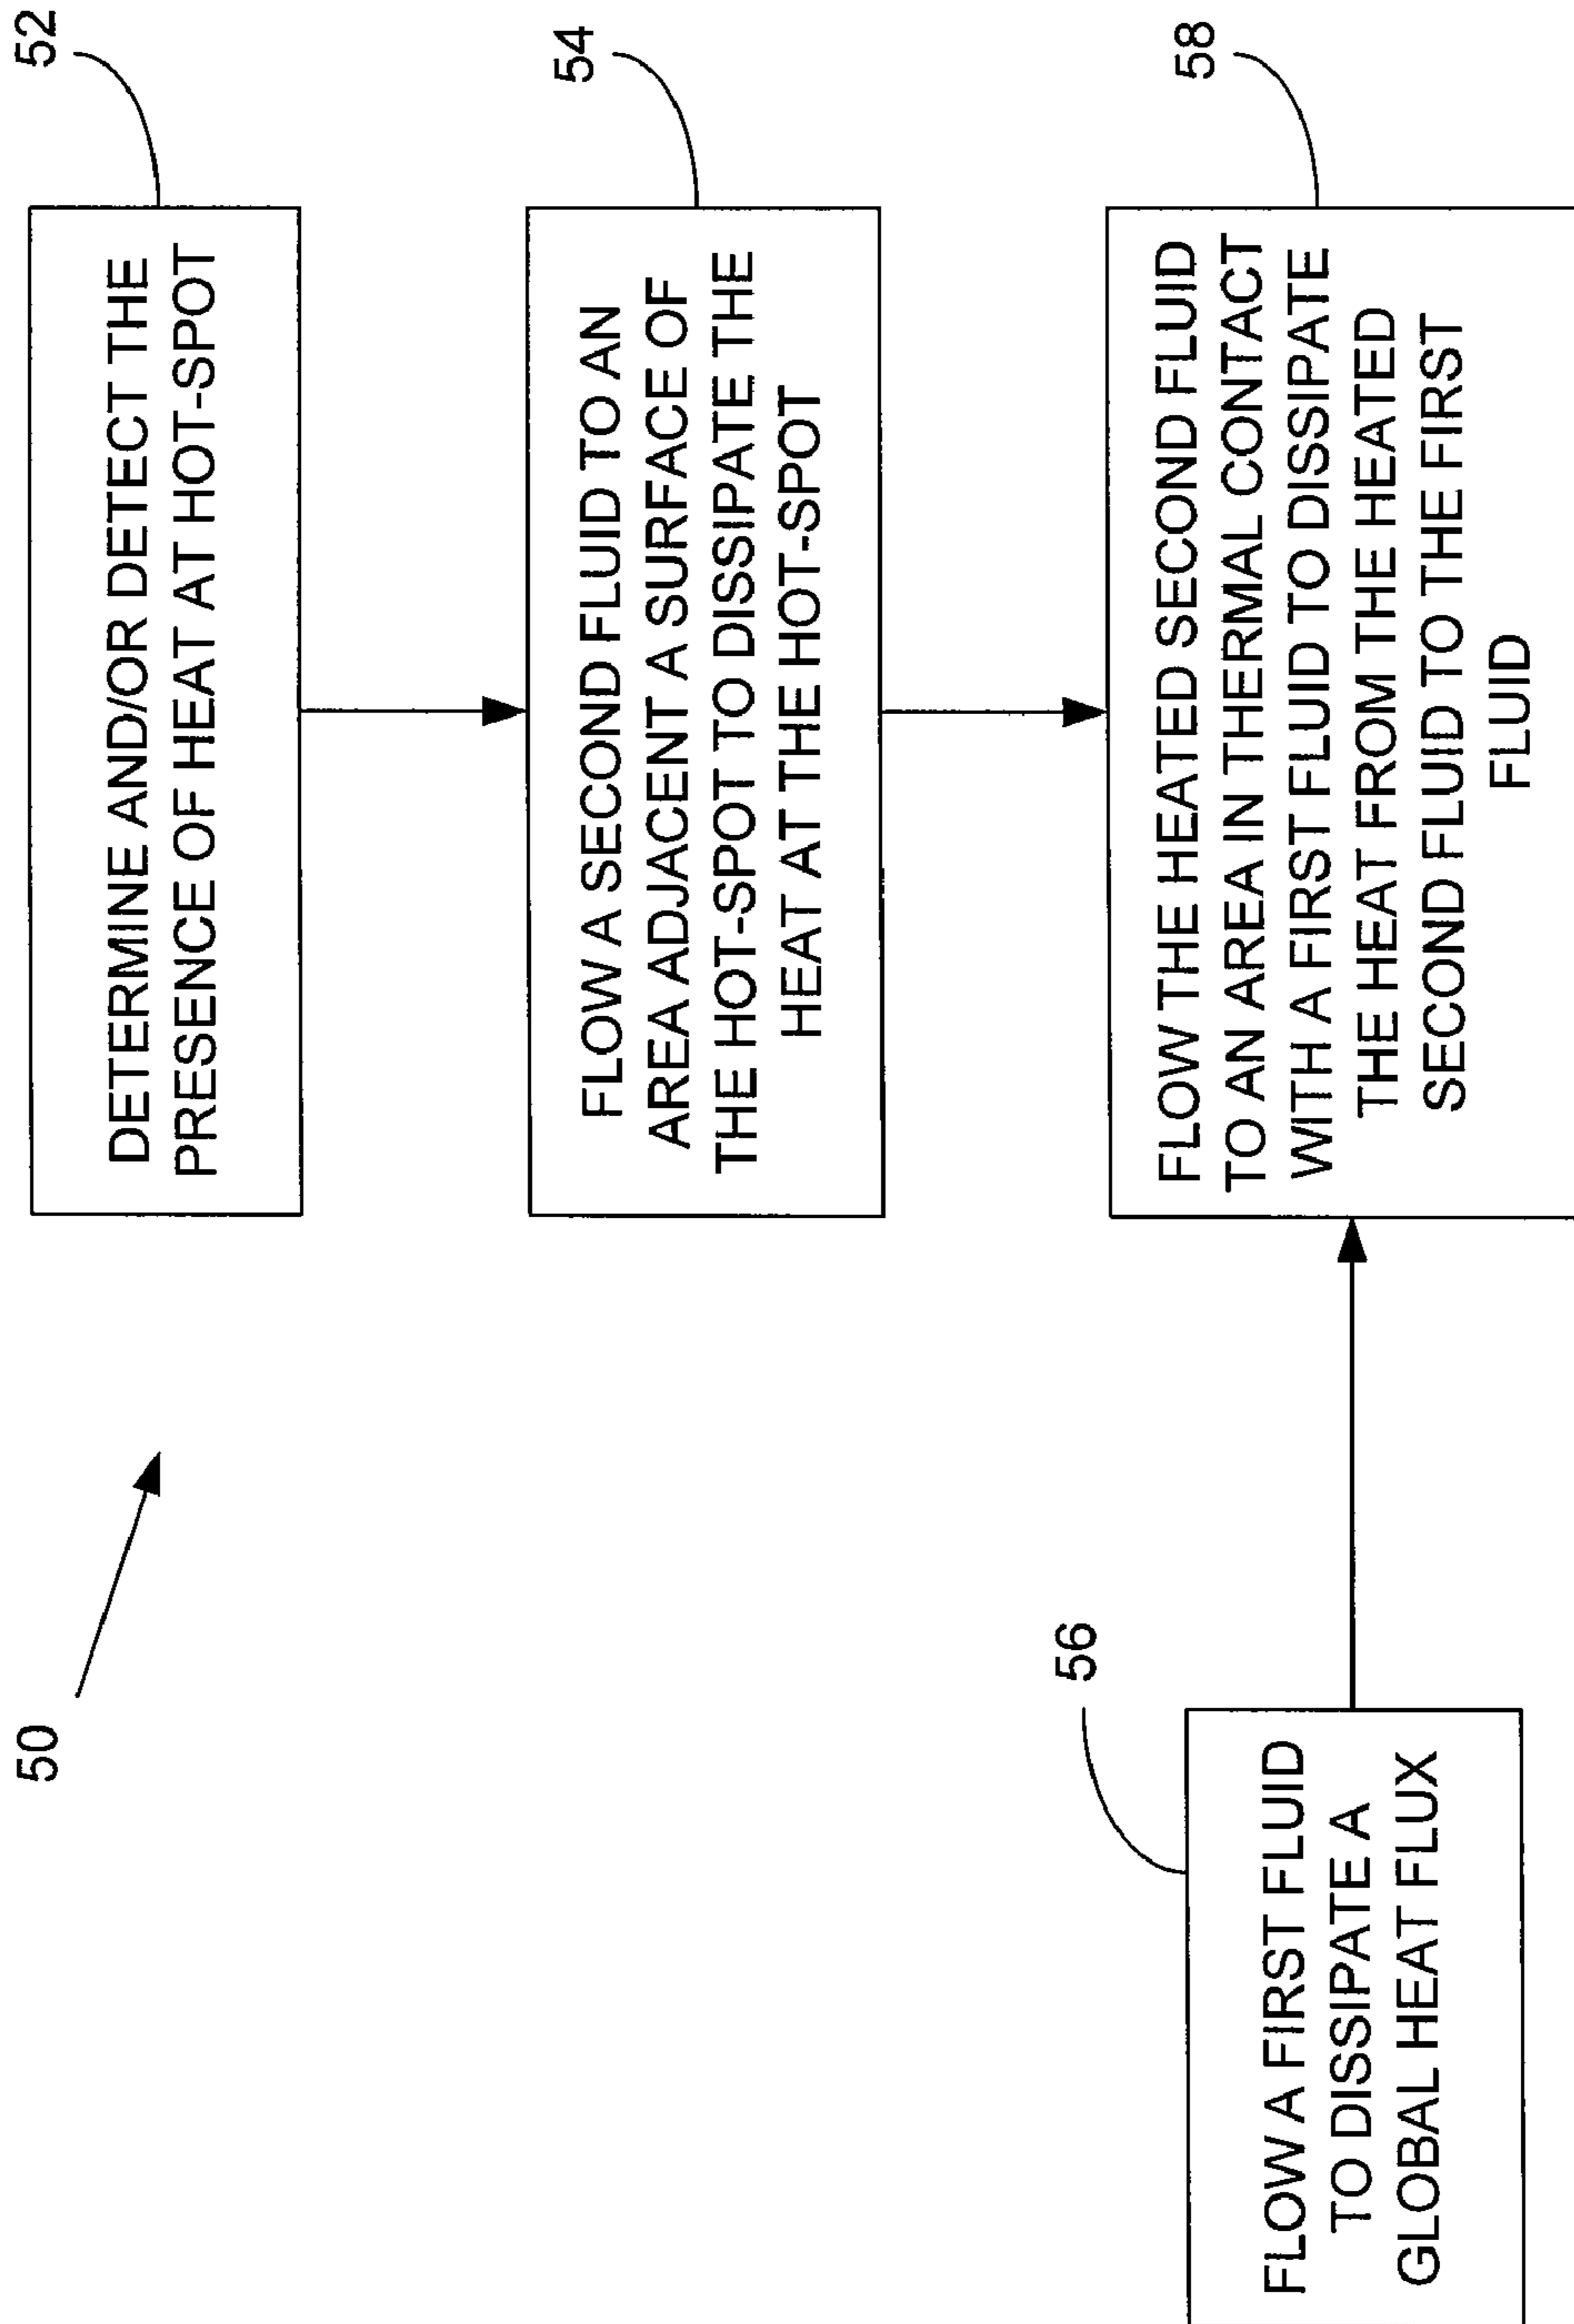 50
52
DETERMINE AND/OR DETECT THE
PRESENCE OF HEAT AT HOT-SPOT
54
FLOW A SECOND FLUID TO AN
AREA ADJACENT A SURFACE OF
THE HOT-SPOT TO DISSIPATE THE
HEAT AT THE HOT-SPOT
56
FLOW A FIRST FLUID
TO DISSIPATE A
GLOBAL HEAT FLUX
58
FLOW THE HEATED SECOND FLUID
TO AN AREA IN THERMAL CONTACT
WITH A FIRST FLUID TO DISSIPATE
THE HEAT FROM THE HEATED
SECOND FLUID TO THE FIRST
FLUID